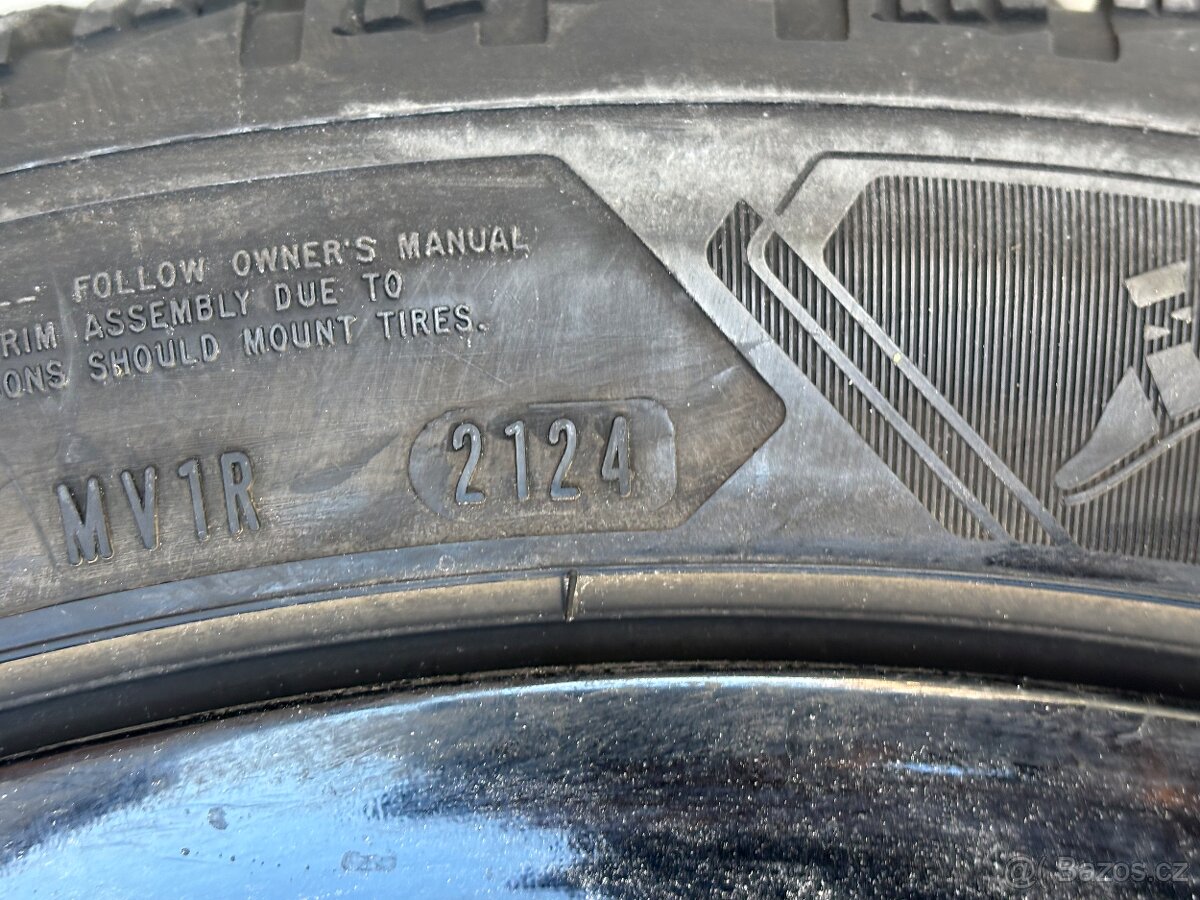 -- FOLLOW OWNER'S MANUAL
RIM ASSEMBLY DUE TO
ONS SHOULD MOUNT TIRES.
MV1R 2124
@ Bazos.cz